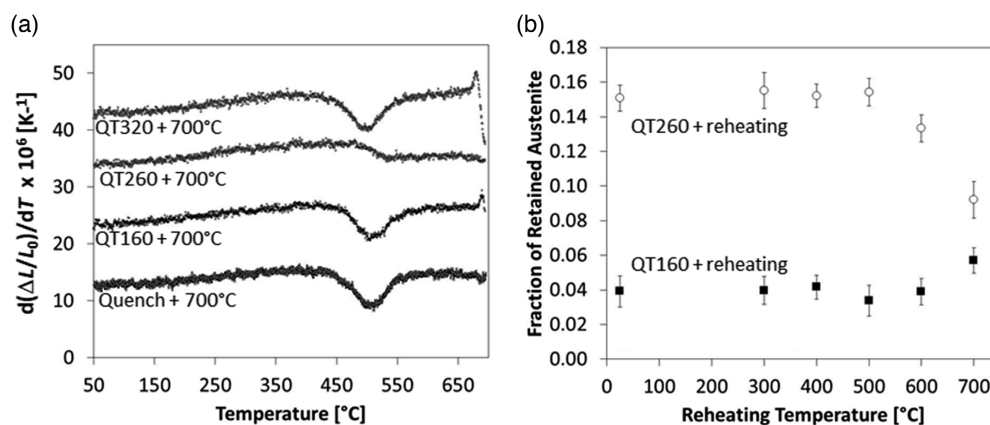 (a)
d(ΔL/L₀)/dT x 10⁶ [K⁻¹]
50
40
30
20
10
0
QT320 + 700°C
QT260 + 700°C
QT160 + 700°C
Quench + 700°C
50 150 250 350 450 550 650
Temperature [°C]
(b)
Fraction of Retained Austenite
0.18
0.16
0.14
0.12
0.10
0.08
0.06
0.04
0.02
0.00
QT260 + reheating
QT160 + reheating
0 100 200 300 400 500 600 700
Reheating Temperature [°C]